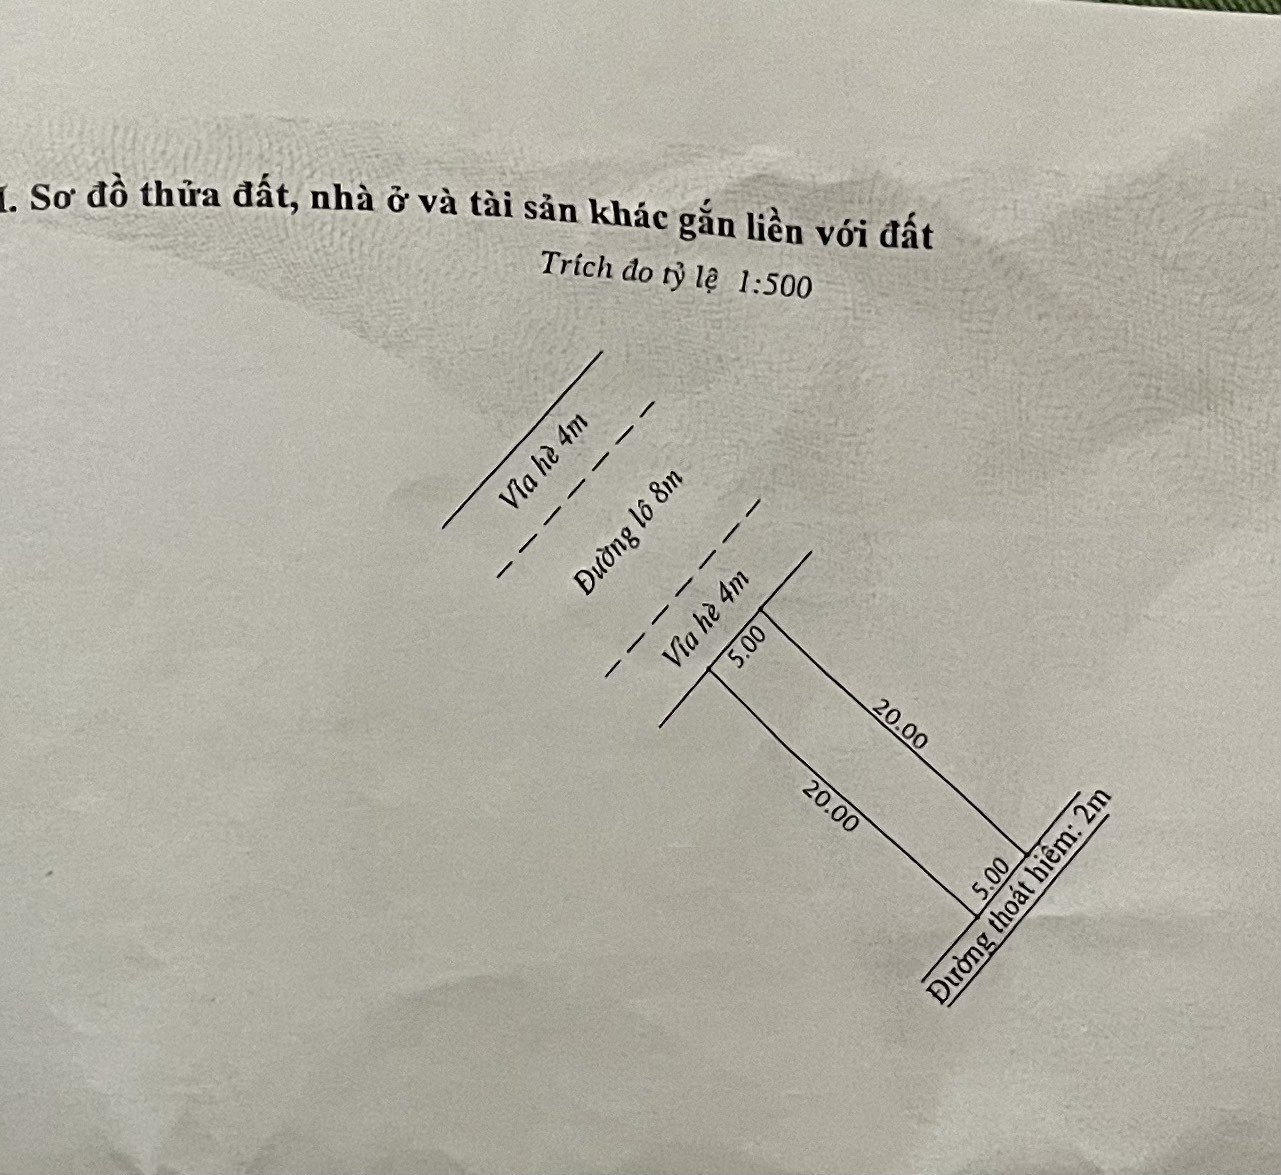 . Sơ đồ thửa đất, nhà ở và tài sản khác gắn liền với đất
Trích đo tỷ lệ 1:500
Vỉa hè 4m
Đường lô 8m
Vỉa hè 4m
5.00
20.00
20.00
5.00
Đường thoát hiểm: 2m